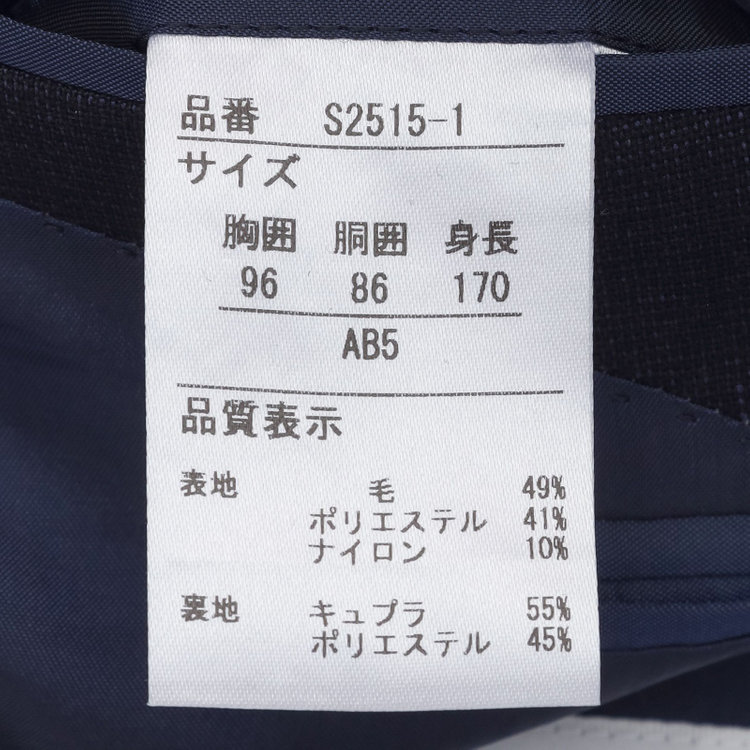 品番 S2515-1
サイズ
胸囲 胴囲 身長
96 86 170
AB5
品質表示
表地 毛 49%
ポリエステル 41%
ナイロン 10%
裏地 キュプラ 55%
ポリエステル 45%